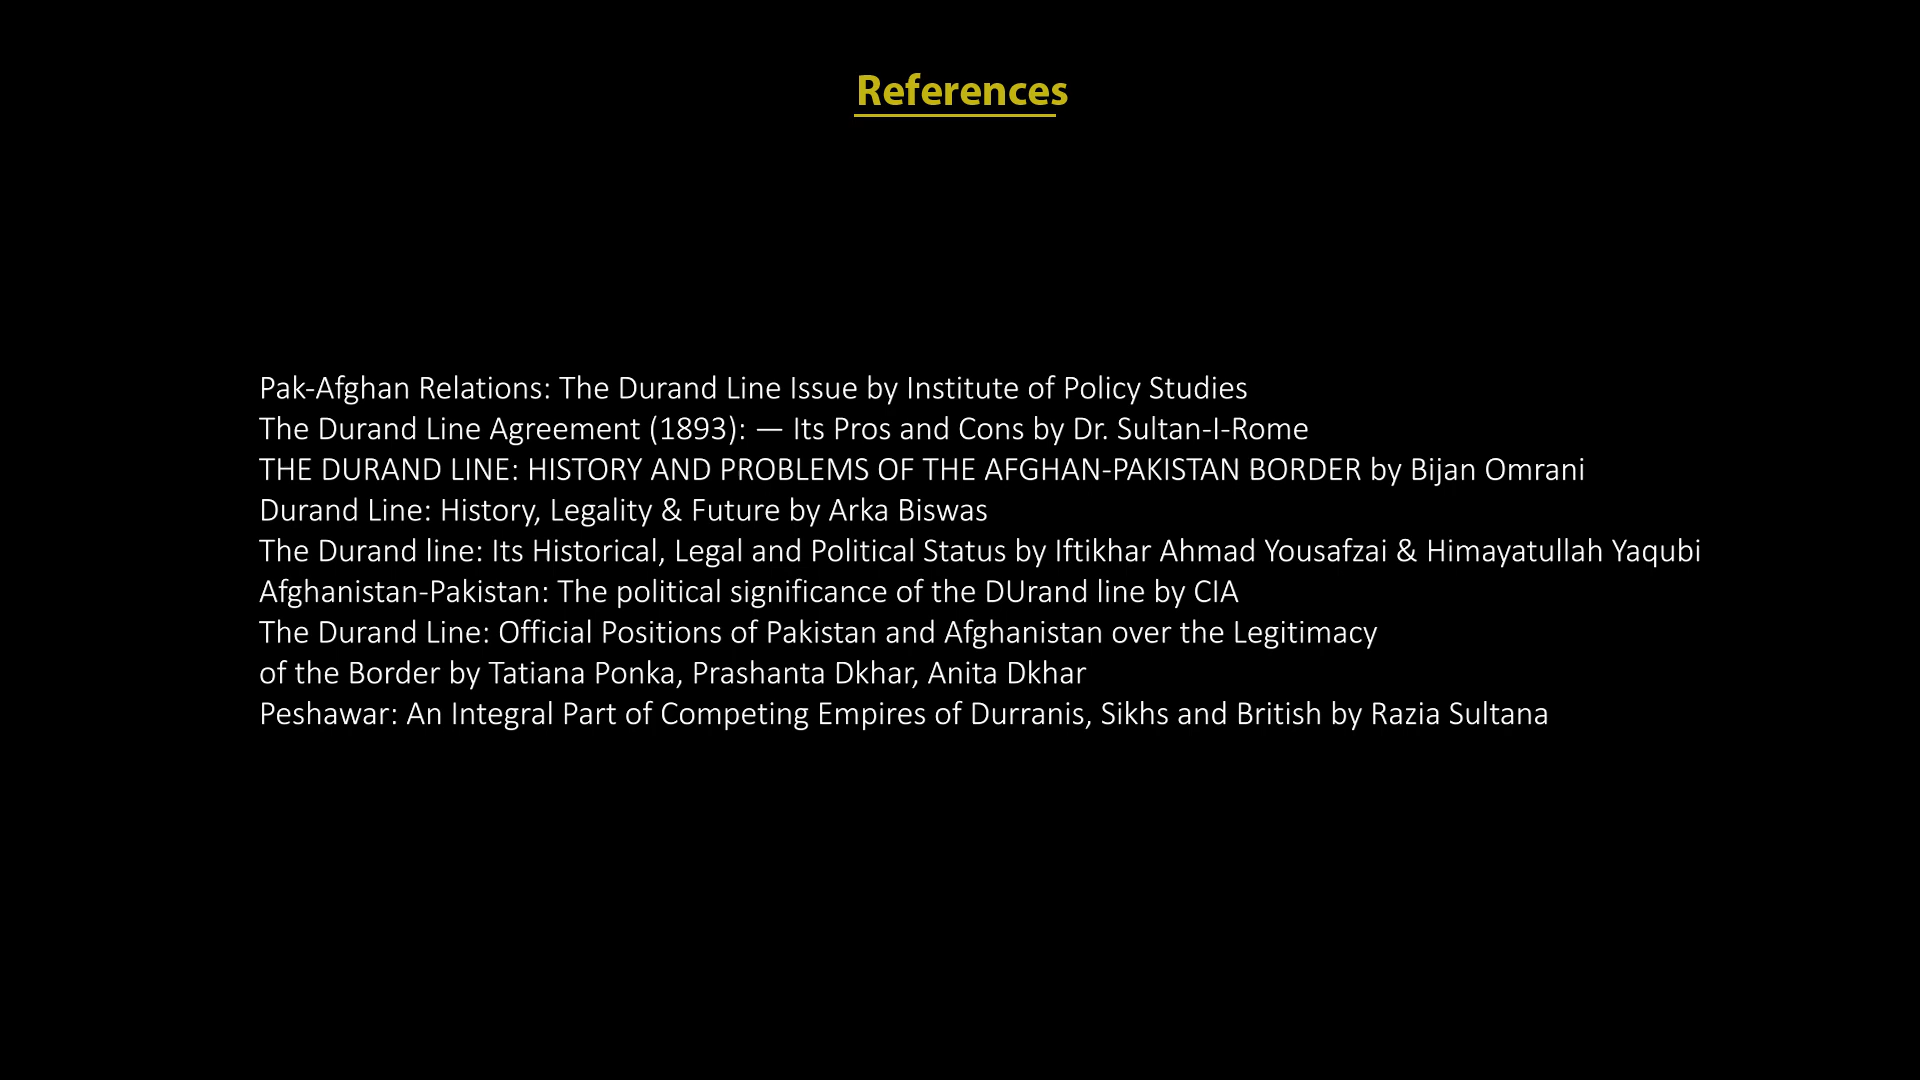 References
Pak-Afghan Relations: The Durand Line Issue by Institute of Policy Studies
The Durand Line Agreement (1893): — Its Pros and Cons by Dr. Sultan-I-Rome
THE DURAND LINE: HISTORY AND PROBLEMS OF THE AFGHAN-PAKISTAN BORDER by Bijan Omrani
Durand Line: History, Legality & Future by Arka Biswas
The Durand line: Its Historical, Legal and Political Status by Iftikhar Ahmad Yousafzai & Himayatullah Yaqubi
Afghanistan-Pakistan: The political significance of the DUrand line by CIA
The Durand Line: Official Positions of Pakistan and Afghanistan over the Legitimacy
of the Border by Tatiana Ponka, Prashanta Dkhar, Anita Dkhar
Peshawar: An Integral Part of Competing Empires of Durranis, Sikhs and British by Razia Sultana